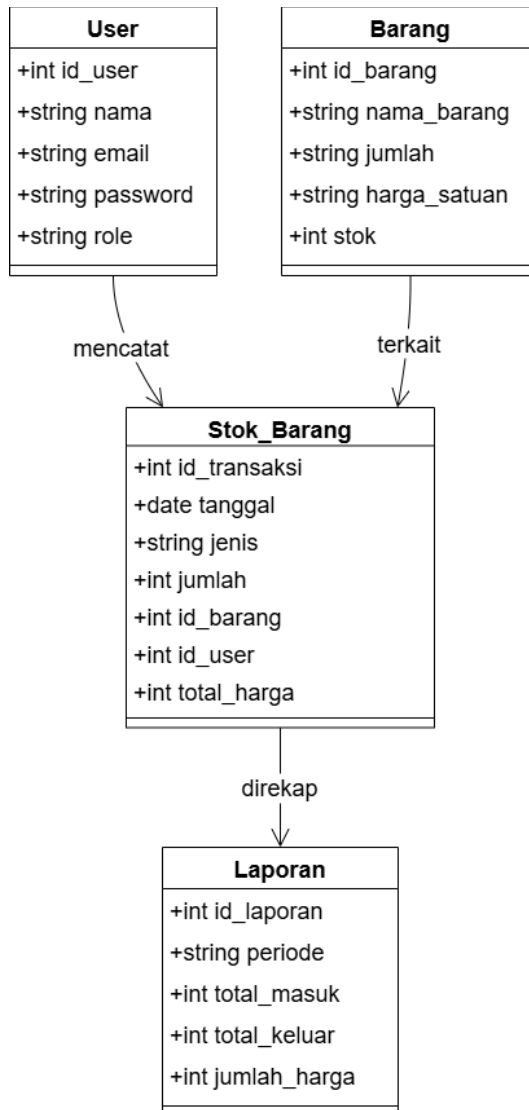 User
+int id_user
+string nama
+string email
+string password
+string role
Barang
+int id_barang
+string nama_barang
+string jumlah
+string harga_satuan
+int stok
mencatat
terkait
Stok_Barang
+int id_transaksi
+date tanggal
+string jenis
+int jumlah
+int id_barang
+int id_user
+int total_harga
direkap
Laporan
+int id_laporan
+string periode
+int total_masuk
+int total_keluar
+int jumlah_harga